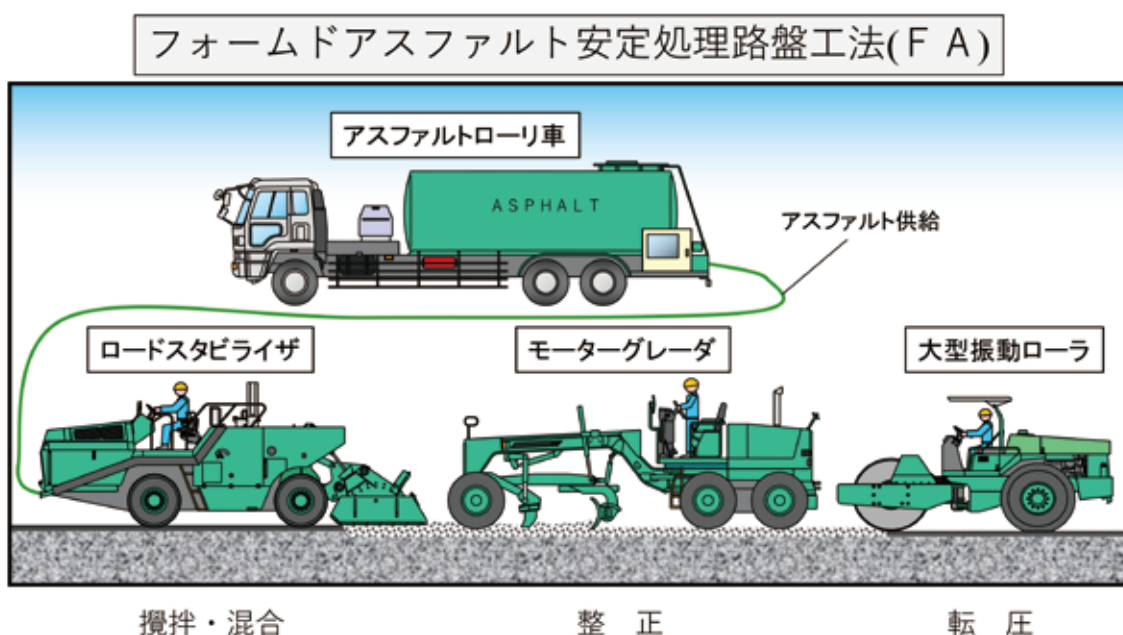 フォームドアスファルト安定処理路盤工法(ＦＡ)
アスファルトローリ車
ASPHALT
アスファルト供給
ロードスタビライザ
モーターグレーダ
大型振動ローラ
攪拌・混合
整　正
転　圧